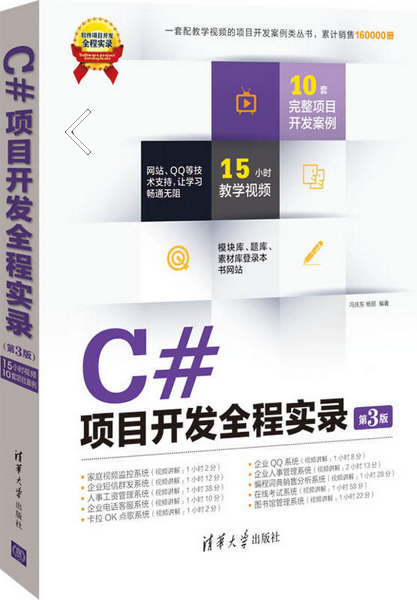 软件项目开发
全程实录
Software project
development
一套配教学视频的项目开发案例类丛书，累计销售160000册
10套
完整项目
开发案例
网站、QQ等技
术支持，让学习
畅通无阻
15小时
教学视频
模块库、题库、
素材库登录本
书网站
冯庆东 杨丽 编著
C#
项目开发全程实录 第3版
• 家庭视频监控系统（视频讲解：1小时2分）
• 企业短信群发系统（视频讲解：1小时12分）
• 人事工资管理系统（视频讲解：1小时38分）
• 企业电话客服系统（视频讲解：1小时10分）
• 卡拉OK点歌系统（视频讲解：1小时2分）
• 企业QQ系统（视频讲解：1小时8分）
• 企业人事管理系统（视频讲解：2小时13分）
• 编程词典销售分析系统（视频讲解：1小时28分）
• 在线考试系统（视频讲解：1小时58分）
• 图书馆管理系统（视频讲解：1小时22分）
清华大学出版社
C#项目开发全程实录
（第3版）
15小时视频
10套项目案例
清华大学出版社